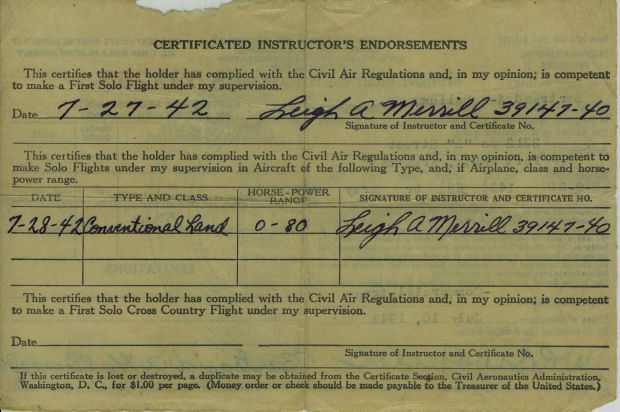 CERTIFICATED INSTRUCTOR'S ENDORSEMENTS
This certifies that the holder has complied with the Civil Air Regulations and, in my opinion; is competent
to make a First Solo Flight under my supervision.
Date 7-27-42 Leigh A Merrill 39147-40
Signature of Instructor and Certificate No.
This certifies that the holder has complied with the Civil Air Regulations and, in my opinion, is competent to
make Solo Flights under my supervision in Aircraft of the following Type, and, if Airplane, class and horse-
power range.
DATE TYPE AND CLASS HORSE-POWER RANGE SIGNATURE OF INSTRUCTOR AND CERTIFICATE NO.
7-28-42 Conventional Land 0-80 Leigh A Merrill 39147-40
This certifies that the holder has complied with the Civil Air Regulations and, in my opinion; is competent
to make a First Solo Cross Country Flight under my supervision.
Date
Signature of Instructor and Certificate No.
If this certificate is lost or destroyed, a duplicate may be obtained from the Certificate Section, Civil Aeronautics Administration,
Washington, D. C., for $1.00 per page. (Money order or check should be made payable to the Treasurer of the United States.)